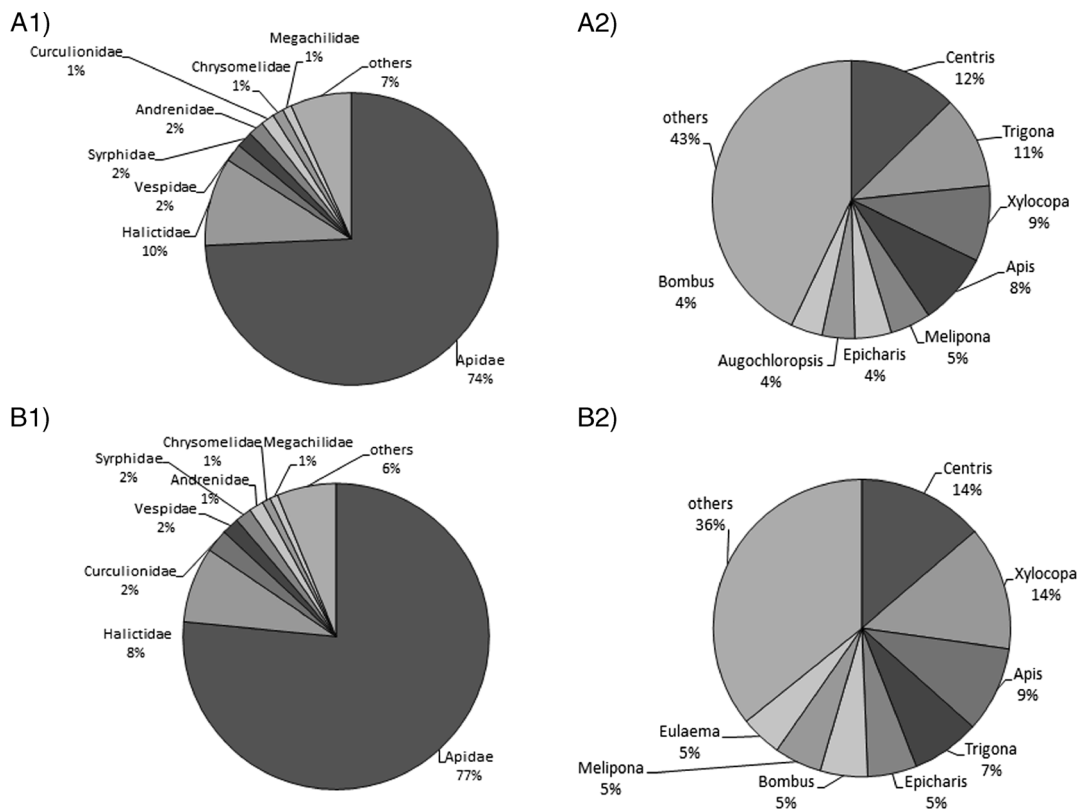 A1)
Megachilidae
1%
Curculionidae
1%
Chrysomelidae
1%
others
7%
Andrenidae
2%
Syrphidae
2%
Vespidae
2%
Halictidae
10%
Apidae
74%
A2)
Centris
12%
others
43%
Trigona
11%
Xylocopa
9%
Apis
8%
Bombus
4%
Melipona
5%
Augochloropsis
4%
Epicharis
4%
B1)
Chrysomelidae
1%
Megachilidae
1%
others
6%
Syrphidae
2%
Andrenidae
1%
Vespidae
2%
Curculionidae
2%
Halictidae
8%
Apidae
77%
B2)
Centris
14%
others
36%
Xylocopa
14%
Apis
9%
Eulaema
5%
Trigona
7%
Melipona
5%
Bombus
5%
Epicharis
5%